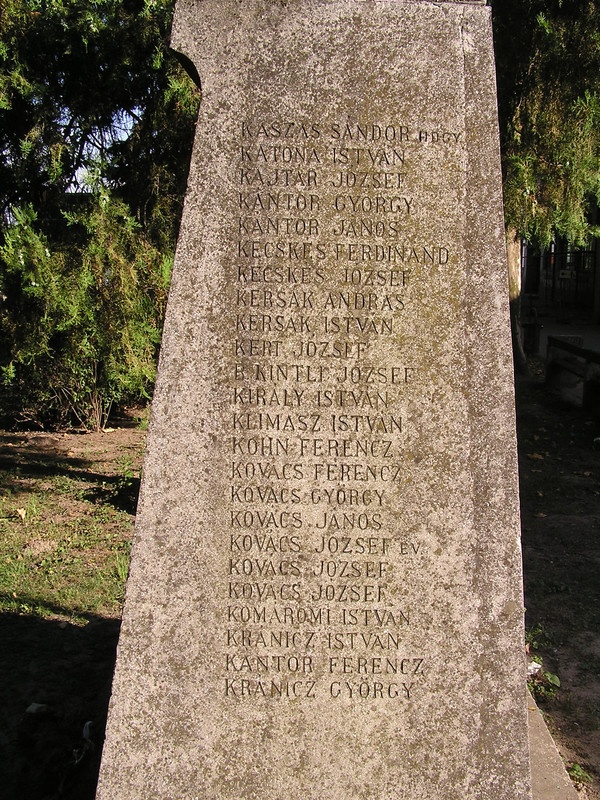 KASZÁS SÁNDOR HDGY.
KATONA ISTVÁN
KAJTÁR JÓZSEF
KÁNTOR GYÖRGY
KÁNTOR JÁNOS
KECSKÉS FERDINÁND
KECSKÉS JÓZSEF
KERSÁK ANDRÁS
KERSÁK ISTVÁN
KERT JÓZSEF
B. KINTLI JÓZSEF
KIRÁLY ISTVÁN
KLIMASZ ISTVÁN
KOHN FERENCZ
KOVÁCS FERENCZ
KOVÁCS GYÖRGY
KOVÁCS JÁNOS
KOVÁCS JÓZSEF ÉV.
KOVÁCS JÓZSEF
KOVÁCS JÓZSEF
KOMÁROMI ISTVÁN
KRANICZ ISTVÁN
KÁNTOR FERENCZ
KRANICZ GYÖRGY